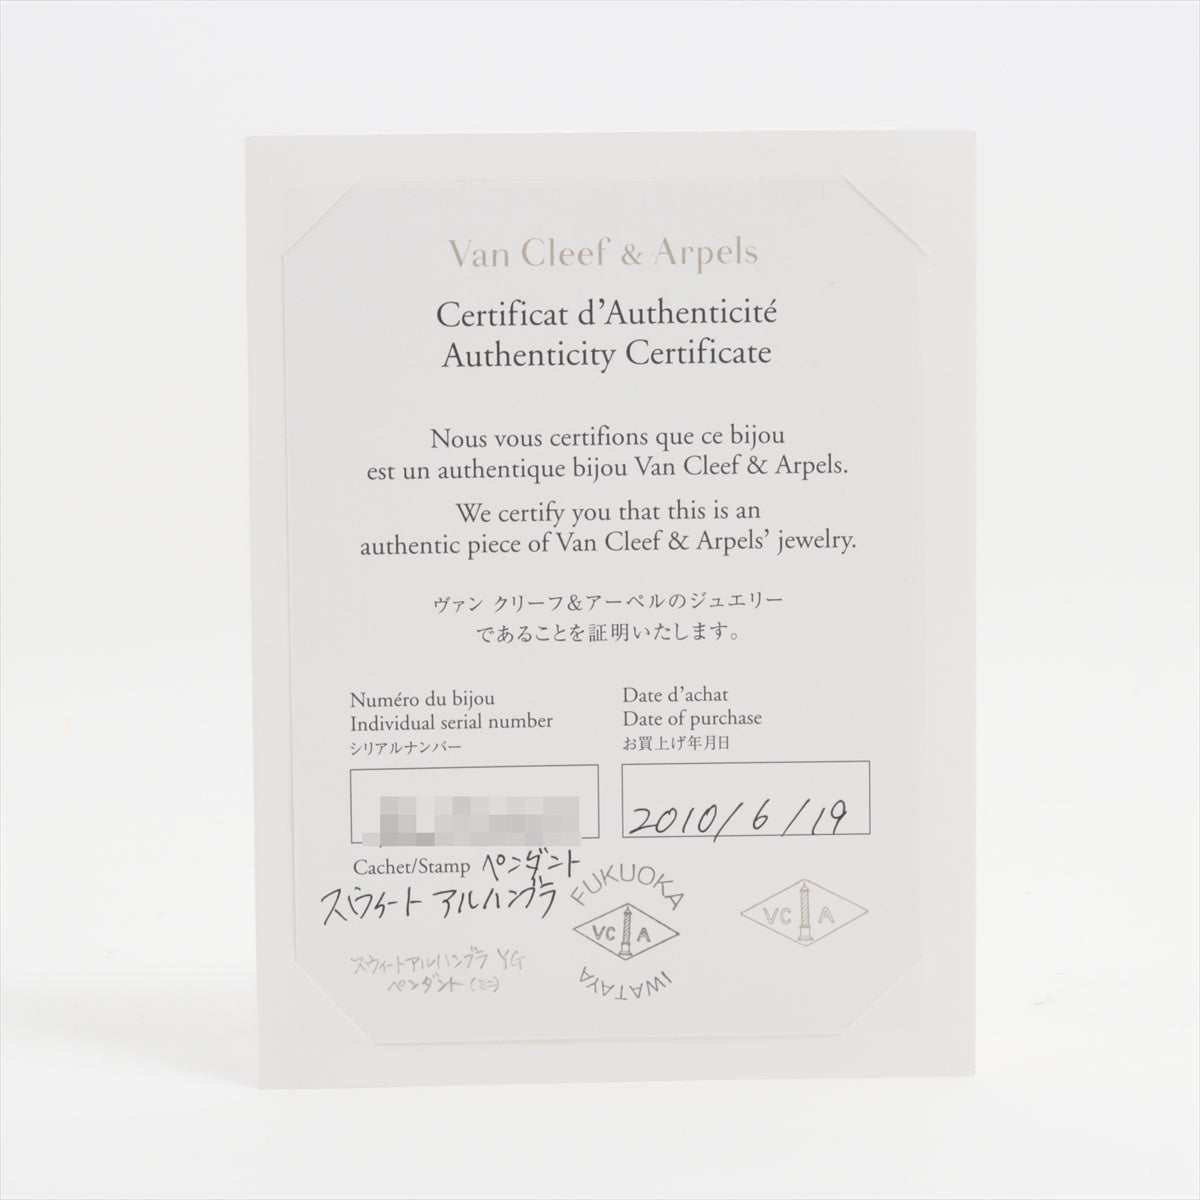 Van Cleef & Arpels
Certificat d'Authenticité
Authenticity Certificate
Nous vous certifions que ce bijou
est un authentique bijou Van Cleef & Arpels.
We certify you that this is an
authentic piece of Van Cleef & Arpels' jewelry.
ヴァン クリーフ&アーペルのジュエリー
であることを証明いたします。
Numéro du bijou
Individual serial number
シリアルナンバー
Date d'achat
Date of purchase
お買上げ年月日
2010/6/19
Cachet/Stamp ペンダント
スウィート アルハンブラ
FUKUOKA
VC A
IWATAYA
VC A
スウィートアルハンブラ YG
ペンダント (ミニ)